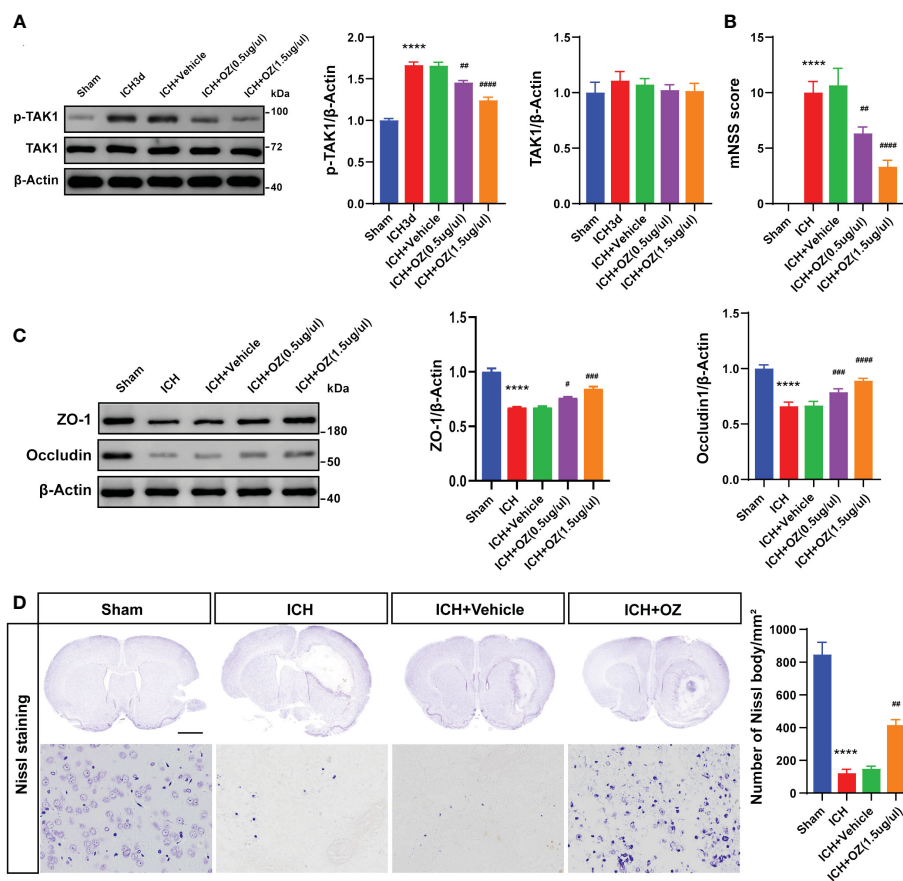 A
Sham
ICH3d
ICH+Vehicle
ICH+OZ(0.5ug/ul)
ICH+OZ(1.5ug/ul)
kDa
p-TAK1
100
TAK1
72
β-Actin
40
p-TAK1/β-Actin
2.0
1.5
1.0
0.5
0.0
****
##
####
Sham
ICH3d
ICH+Vehicle
ICH+OZ(0.5ug/ul)
ICH+OZ(1.5ug/ul)
TAK1/β-Actin
1.5
1.0
0.5
0.0
Sham
ICH3d
ICH+Vehicle
ICH+OZ(0.5ug/ul)
ICH+OZ(1.5ug/ul)
B
mNSS score
15
10
5
0
****
##
####
Sham
ICH
ICH+Vehicle
ICH+OZ(0.5ug/ul)
ICH+OZ(1.5ug/ul)
C
Sham
ICH
ICH+Vehicle
ICH+OZ(0.5ug/ul)
ICH+OZ(1.5ug/ul)
kDa
ZO-1
180
Occludin
50
β-Actin
40
ZO-1/β-Actin
1.5
1.0
0.5
0.0
****
#
###
Sham
ICH
ICH+Vehicle
ICH+OZ(0.5ug/ul)
ICH+OZ(1.5ug/ul)
Occludin1/β-Actin
1.5
1.0
0.5
0.0
****
###
####
Sham
ICH
ICH+Vehicle
ICH+OZ(0.5ug/ul)
ICH+OZ(1.5ug/ul)
D
Sham
ICH
ICH+Vehicle
ICH+OZ
Nissl staining
Number of Nissl body/mm²
1000
800
600
400
200
0
****
##
Sham
ICH
ICH+Vehicle
ICH+OZ(1.5ug/ul)